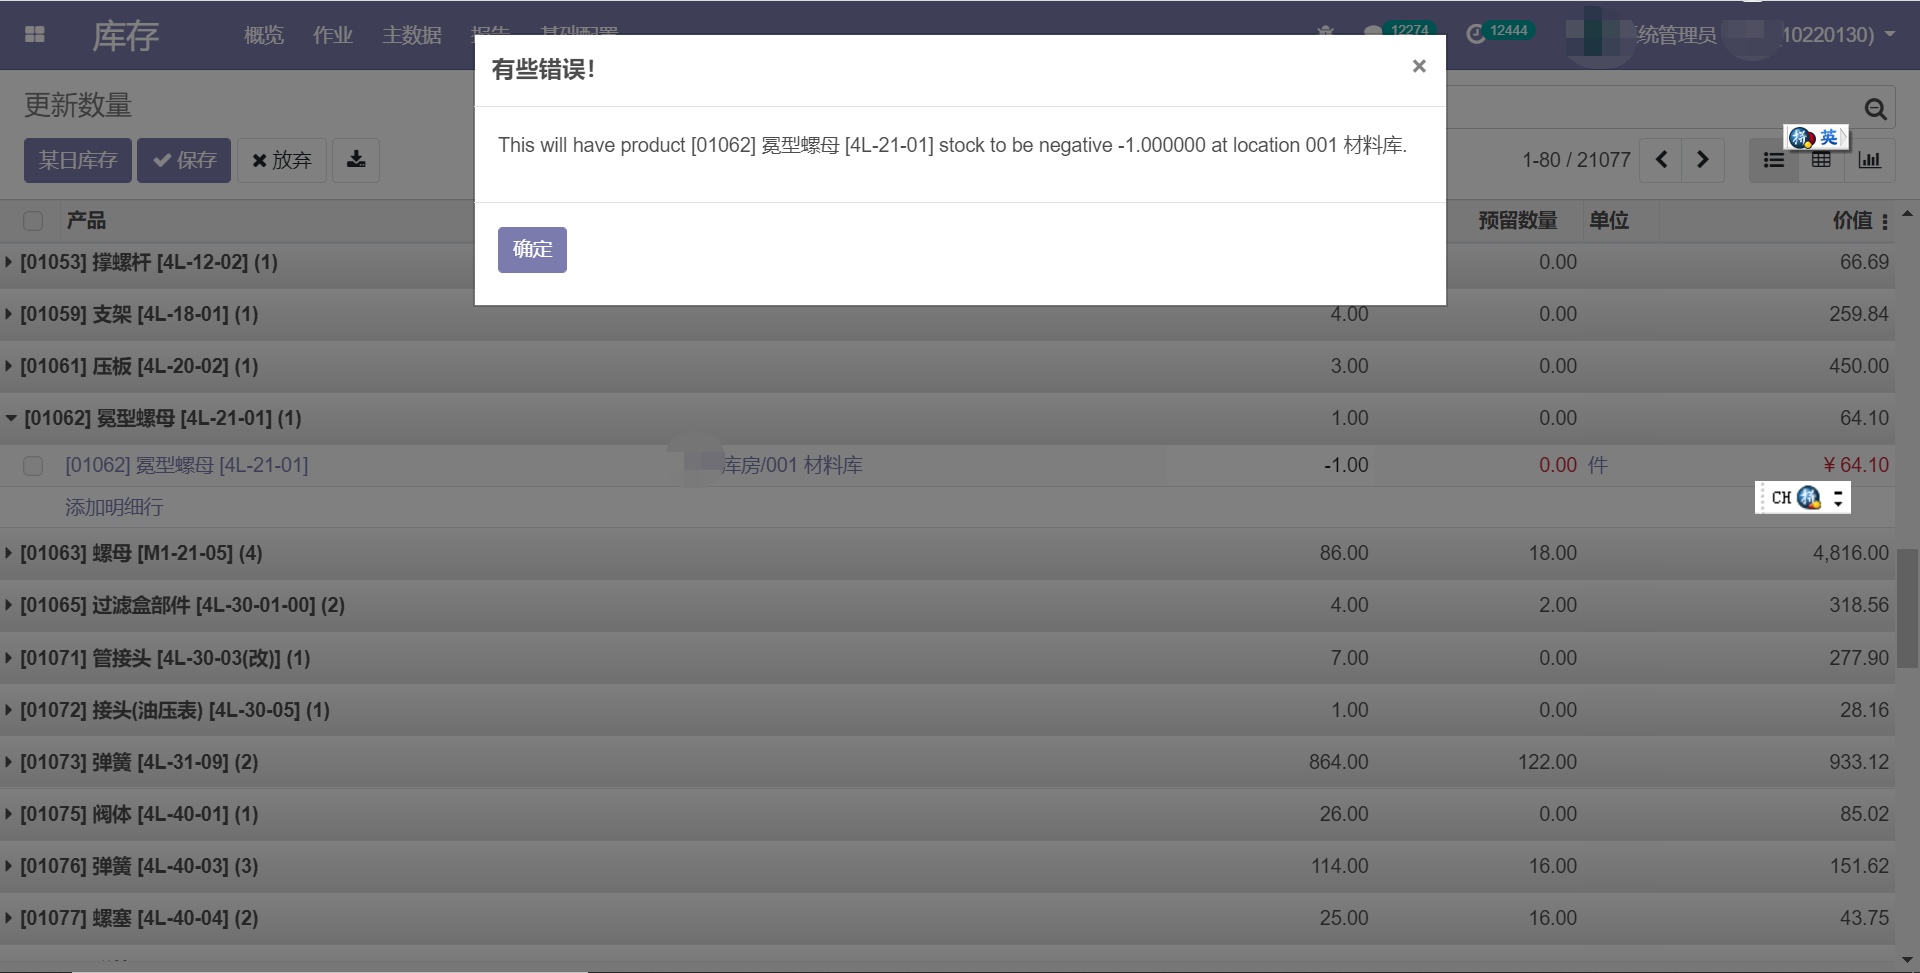 库存 概览 作业 主数据 报告 基础配置 12274 12444 统管理员 10220130)
有些错误! ×
更新数量
This will have product [01062] 冕型螺母 [4L-21-01] stock to be negative -1.000000 at location 001 材料库.
英
某日库存 保存 放弃 1-80 / 21077
产品 预留数量 单位 价值
确定
[01053] 撑螺杆 [4L-12-02] (1) 0.00 66.69
[01059] 支架 [4L-18-01] (1) 4.00 0.00 259.84
[01061] 压板 [4L-20-02] (1) 3.00 0.00 450.00
[01062] 冕型螺母 [4L-21-01] (1) 1.00 0.00 64.10
[01062] 冕型螺母 [4L-21-01] 库房/001 材料库 -1.00 0.00 件 ¥ 64.10
CH
添加明细行
[01063] 螺母 [M1-21-05] (4) 86.00 18.00 4,816.00
[01065] 过滤盒部件 [4L-30-01-00] (2) 4.00 2.00 318.56
[01071] 管接头 [4L-30-03(改)] (1) 7.00 0.00 277.90
[01072] 接头(油压表) [4L-30-05] (1) 1.00 0.00 28.16
[01073] 弹簧 [4L-31-09] (2) 864.00 122.00 933.12
[01075] 阀体 [4L-40-01] (1) 26.00 0.00 85.02
[01076] 弹簧 [4L-40-03] (3) 114.00 16.00 151.62
[01077] 螺塞 [4L-40-04] (2) 25.00 16.00 43.75